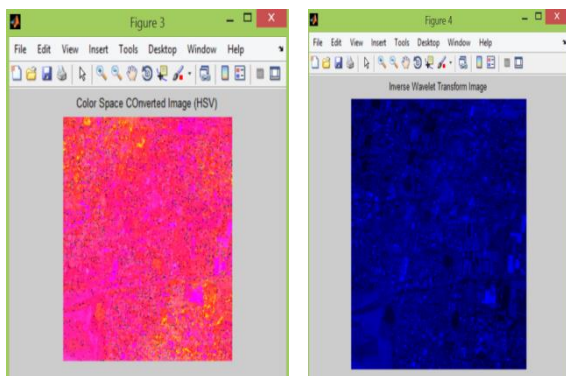 Figure 3
File Edit View Insert Tools Desktop Window Help
Color Space COnverted Image (HSV)
Figure 4
File Edit View Insert Tools Desktop Window Help
Inverse Wavelet Transform Image